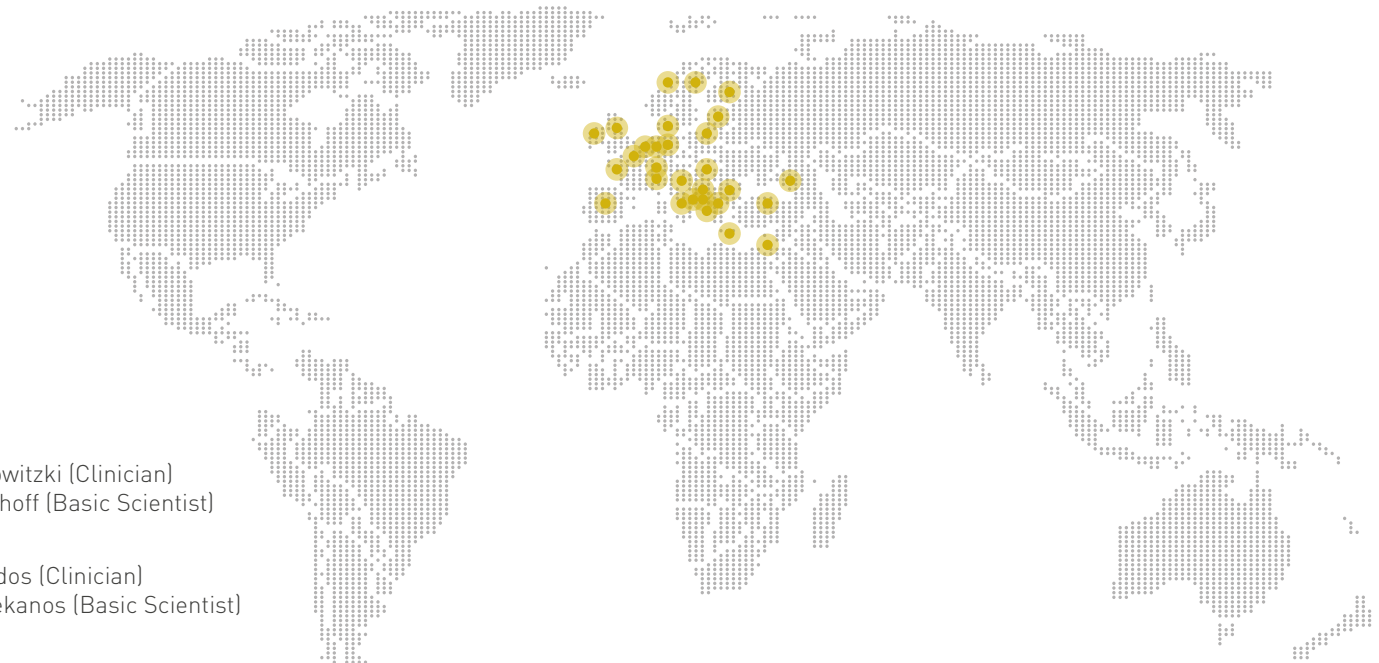 owitzki (Clinician)
hoff (Basic Scientist)
dos (Clinician)
ekanos (Basic Scientist)